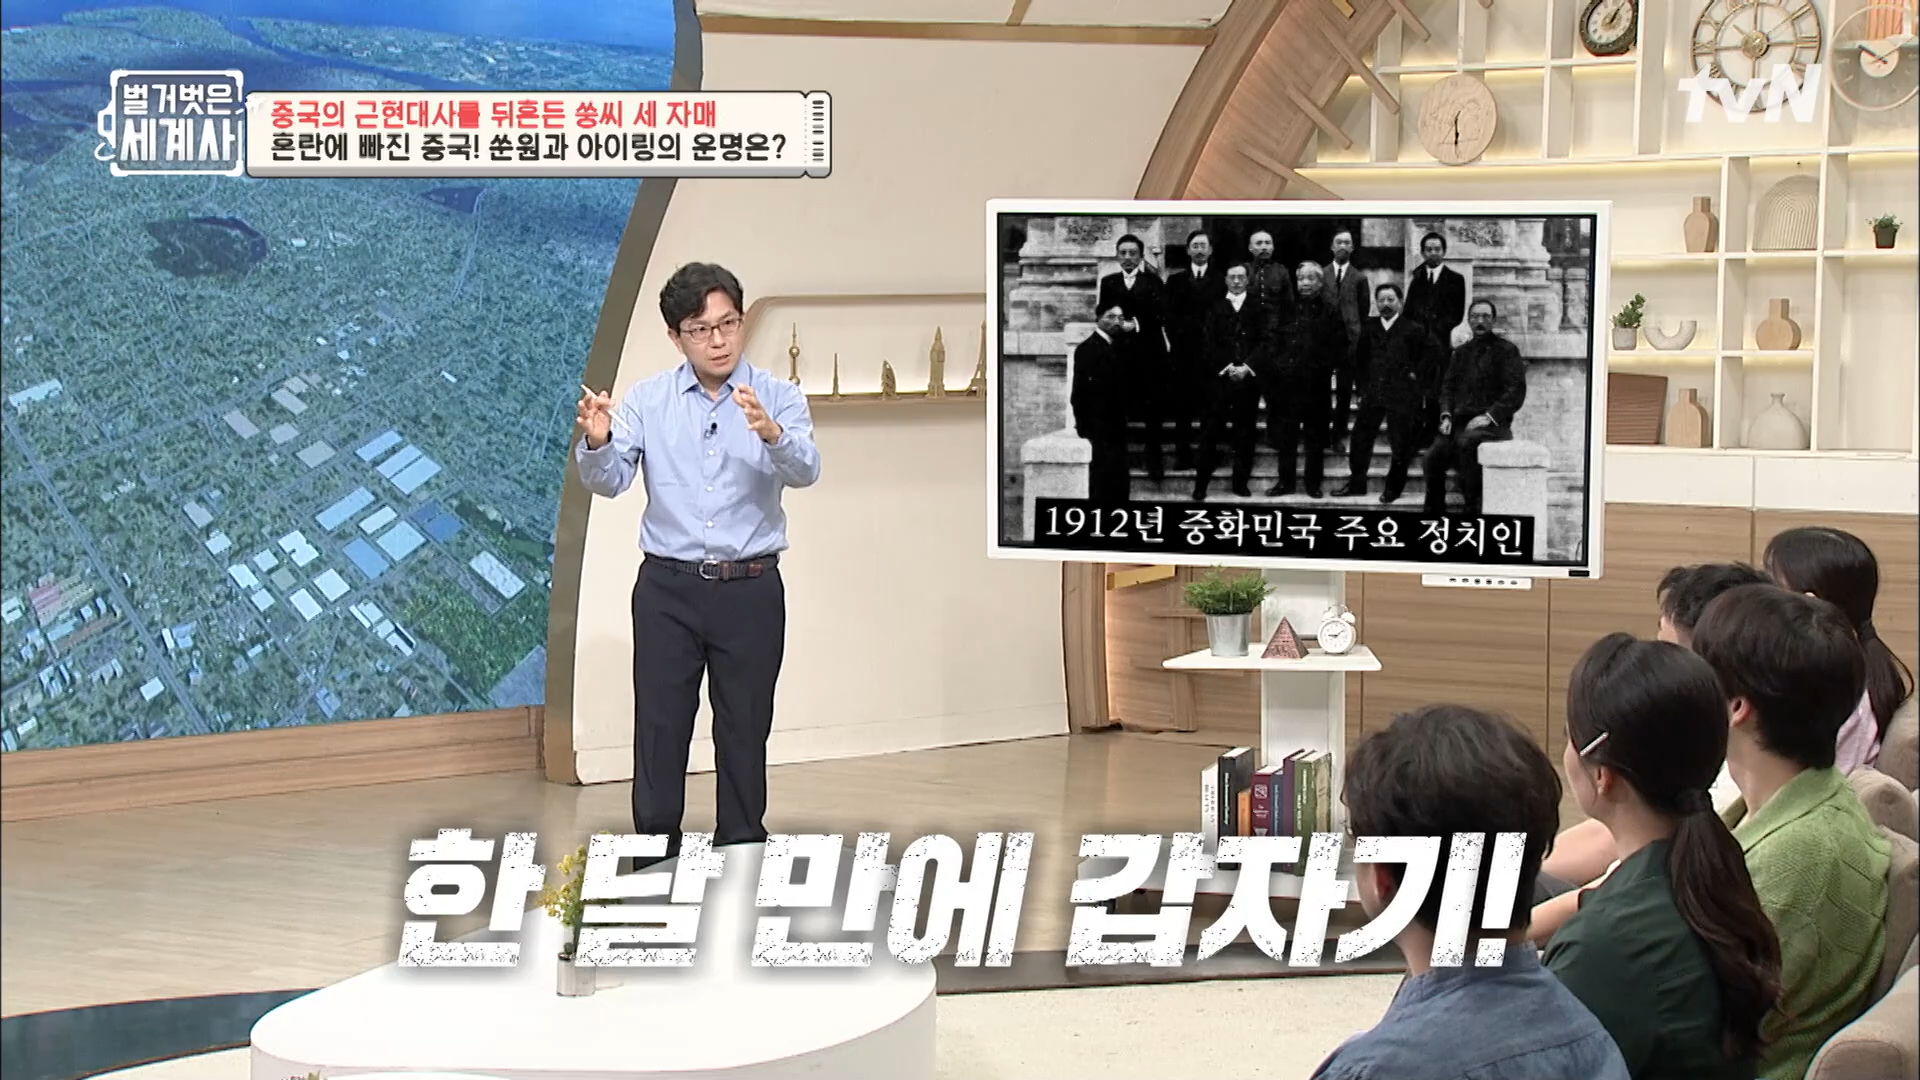 벌거벗은
세계사
중국의 근현대사를 뒤흔든 쑹씨 세 자매
혼란에 빠진 중국! 쑨원과 아이링의 운명은?
tvN
1912년 중화민국 주요 정치인
한 달 만에 갑자기!